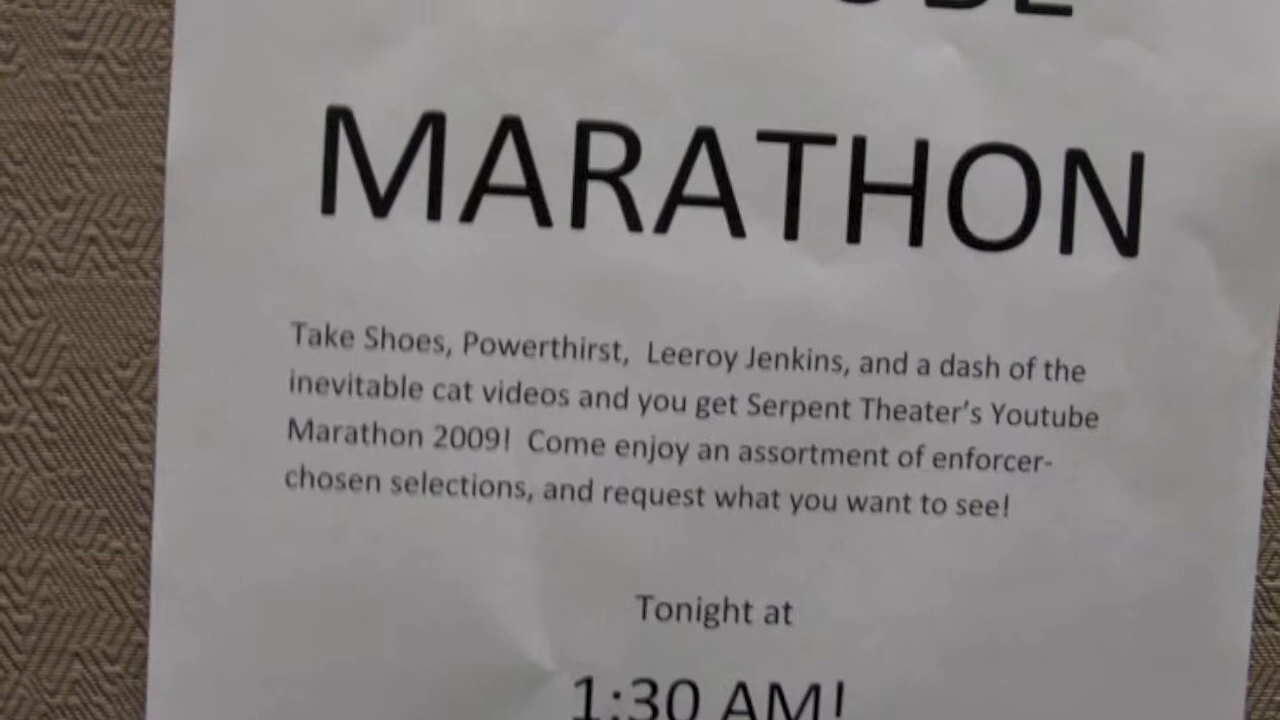 MARATHON
Take Shoes, Powerthirst, Leeroy Jenkins, and a dash of the
inevitable cat videos and you get Serpent Theater's Youtube
Marathon 2009! Come enjoy an assortment of enforcer-
chosen selections, and request what you want to see!
Tonight at
1:30 AM!